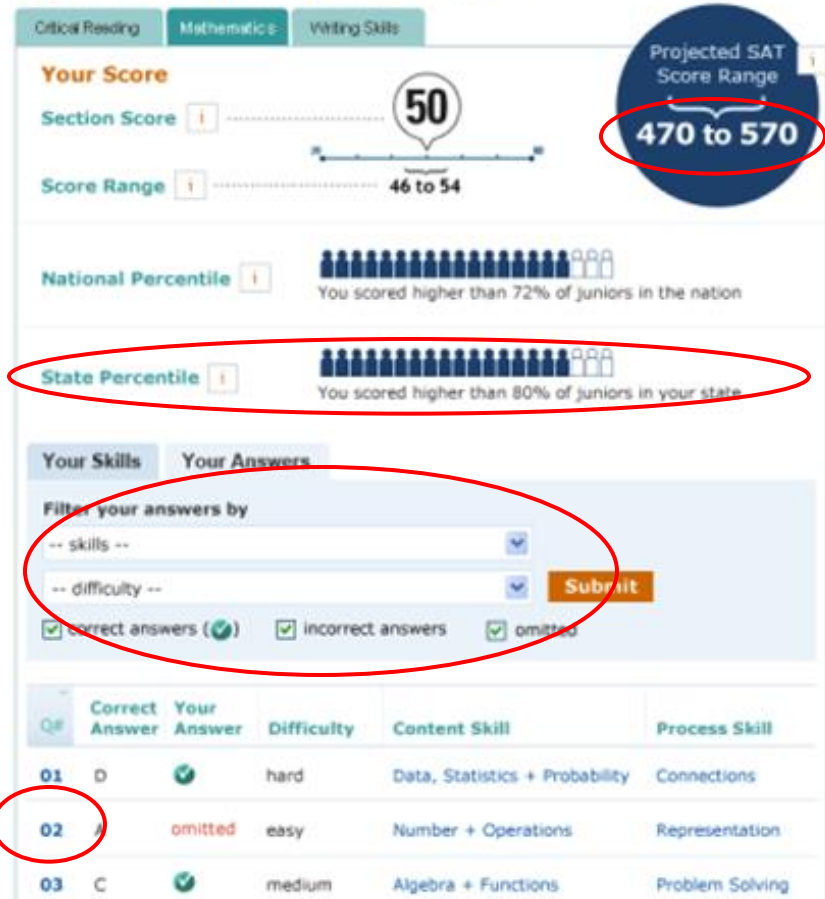 Critical Reading
Mathematics
Writing Skills
Projected SAT
Score Range
i
470 to 570
Your Score
Section Score i
50
20
80
Score Range i
46 to 54
National Percentile i
You scored higher than 72% of juniors in the nation
State Percentile i
You scored higher than 80% of juniors in your state
Your Skills
Your Answers
Filter your answers by
-- skills --
-- difficulty --
Submit
correct answers ( )
incorrect answers
omitted
Q# Correct Answer Your Answer Difficulty Content Skill Process Skill
01 D hard Data, Statistics + Probability Connections
02 A omitted easy Number + Operations Representation
03 C medium Algebra + Functions Problem Solving